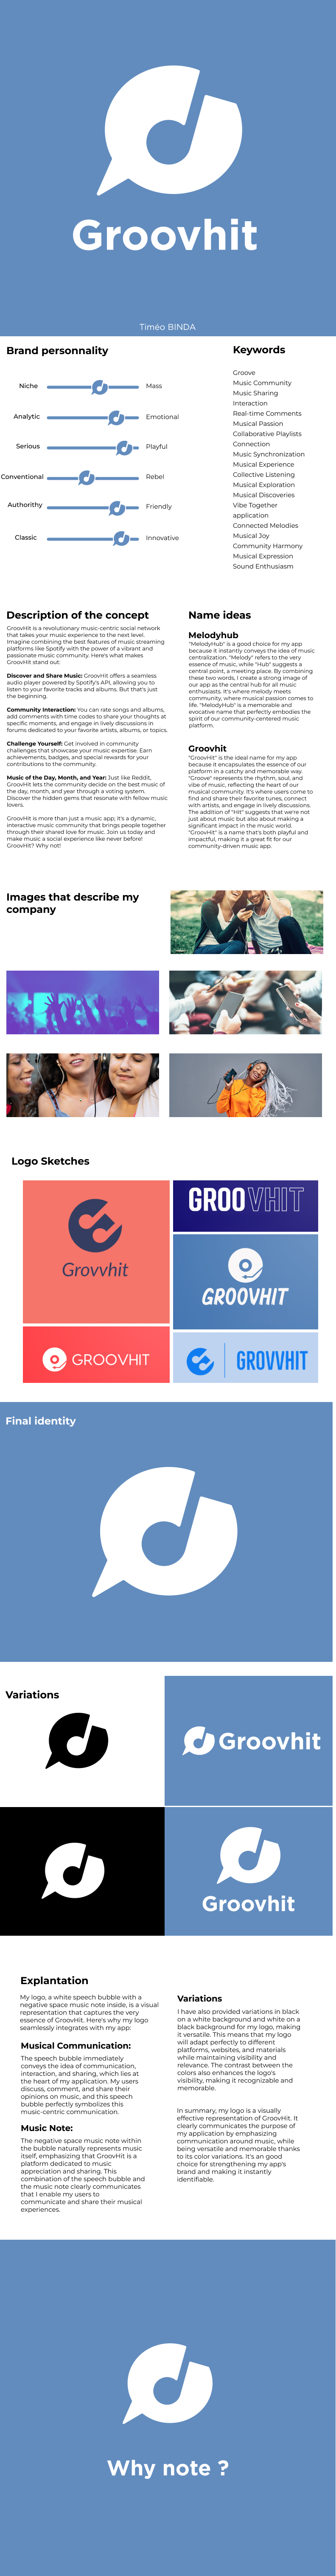 Groovhit
Timéo BINDA
Brand personnality
Niche
Mass
Analytic
Emotional
Serious
Playful
Conventional
Rebel
Authorithy
Friendly
Classic
Innovative
Keywords
Groove
Music Community
Music Sharing
Interaction
Real-time Comments
Musical Passion
Collaborative Playlists
Connection
Music Synchronization
Musical Experience
Collective Listening
Musical Exploration
Musical Discoveries
Vibe Together
application
Connected Melodies
Musical Joy
Community Harmony
Musical Expression
Sound Enthusiasm
Description of the concept
GroovHit is a revolutionary music-centric social network
that takes your music experience to the next level.
Imagine combining the best features of music streaming
platforms like Spotify with the power of a vibrant and
passionate music community. Here's what makes
GroovHit stand out:
Discover and Share Music: GroovHit offers a seamless
audio player powered by Spotify's API, allowing you to
listen to your favorite tracks and albums. But that's just
the beginning.
Community Interaction: You can rate songs and albums,
add comments with time codes to share your thoughts at
specific moments, and engage in lively discussions in
forums dedicated to your favorite artists, albums, or topics.
Challenge Yourself: Get involved in community
challenges that showcase your music expertise. Earn
achievements, badges, and special rewards for your
contributions to the community.
Music of the Day, Month, and Year: Just like Reddit,
GroovHit lets the community decide on the best music of
the day, month, and year through a voting system.
Discover the hidden gems that resonate with fellow music
lovers.
GroovHit is more than just a music app; it's a dynamic,
interactive music community that brings people together
through their shared love for music. Join us today and
make music a social experience like never before!
GroovHit? Why not!
Name ideas
Melodyhub
"MelodyHub" is a good choice for my app
because it instantly conveys the idea of music
centralization. "Melody" refers to the very
essence of music, while "Hub" suggests a
central point, a meeting place. By combining
these two words, I create a strong image of
our app as the central hub for all music
enthusiasts. It's where melody meets
community, where musical passion comes to
life. "MelodyHub" is a memorable and
evocative name that perfectly embodies the
spirit of our community-centered music
platform.
Groovhit
"GroovHit" is the ideal name for my app
because it encapsulates the essence of our
platform in a catchy and memorable way.
"Groove" represents the rhythm, soul, and
vibe of music, reflecting the heart of our
musical community. It's where users come to
find and share their favorite tunes, connect
with artists, and engage in lively discussions.
The addition of "Hit" suggests that we're not
just about music but also about making a
significant impact in the music world.
"GroovHit" is a name that's both playful and
impactful, making it a great fit for our
community-driven music app.
Images that describe my
company
Logo Sketches
Grovvhit
GROOVHIT
GROOVHIT
GROOVHIT
GROVVHIT
Final identity
Variations
Groovhit
Groovhit
Explantation
My logo, a white speech bubble with a
negative space music note inside, is a visual
representation that captures the very
essence of GroovHit. Here's why my logo
seamlessly integrates with my app:
Musical Communication:
The speech bubble immediately
conveys the idea of communication,
interaction, and sharing, which lies at
the heart of my application. My users
discuss, comment, and share their
opinions on music, and this speech
bubble perfectly symbolizes this
music-centric communication.
Music Note:
The negative space music note within
the bubble naturally represents music
itself, emphasizing that GroovHit is a
platform dedicated to music
appreciation and sharing. This
combination of the speech bubble and
the music note clearly communicates
that I enable my users to
communicate and share their musical
experiences.
Variations
I have also provided variations in black
on a white background and white on a
black background for my logo, making
it versatile. This means that my logo
will adapt perfectly to different
platforms, websites, and materials
while maintaining visibility and
relevance. The contrast between the
colors also enhances the logo's
visibility, making it recognizable and
memorable.
In summary, my logo is a visually
effective representation of GroovHit. It
clearly communicates the purpose of
my application by emphasizing
communication around music, while
being versatile and memorable thanks
to its color variations. It's an good
choice for strengthening my app's
brand and making it instantly
identifiable.
Why note ?